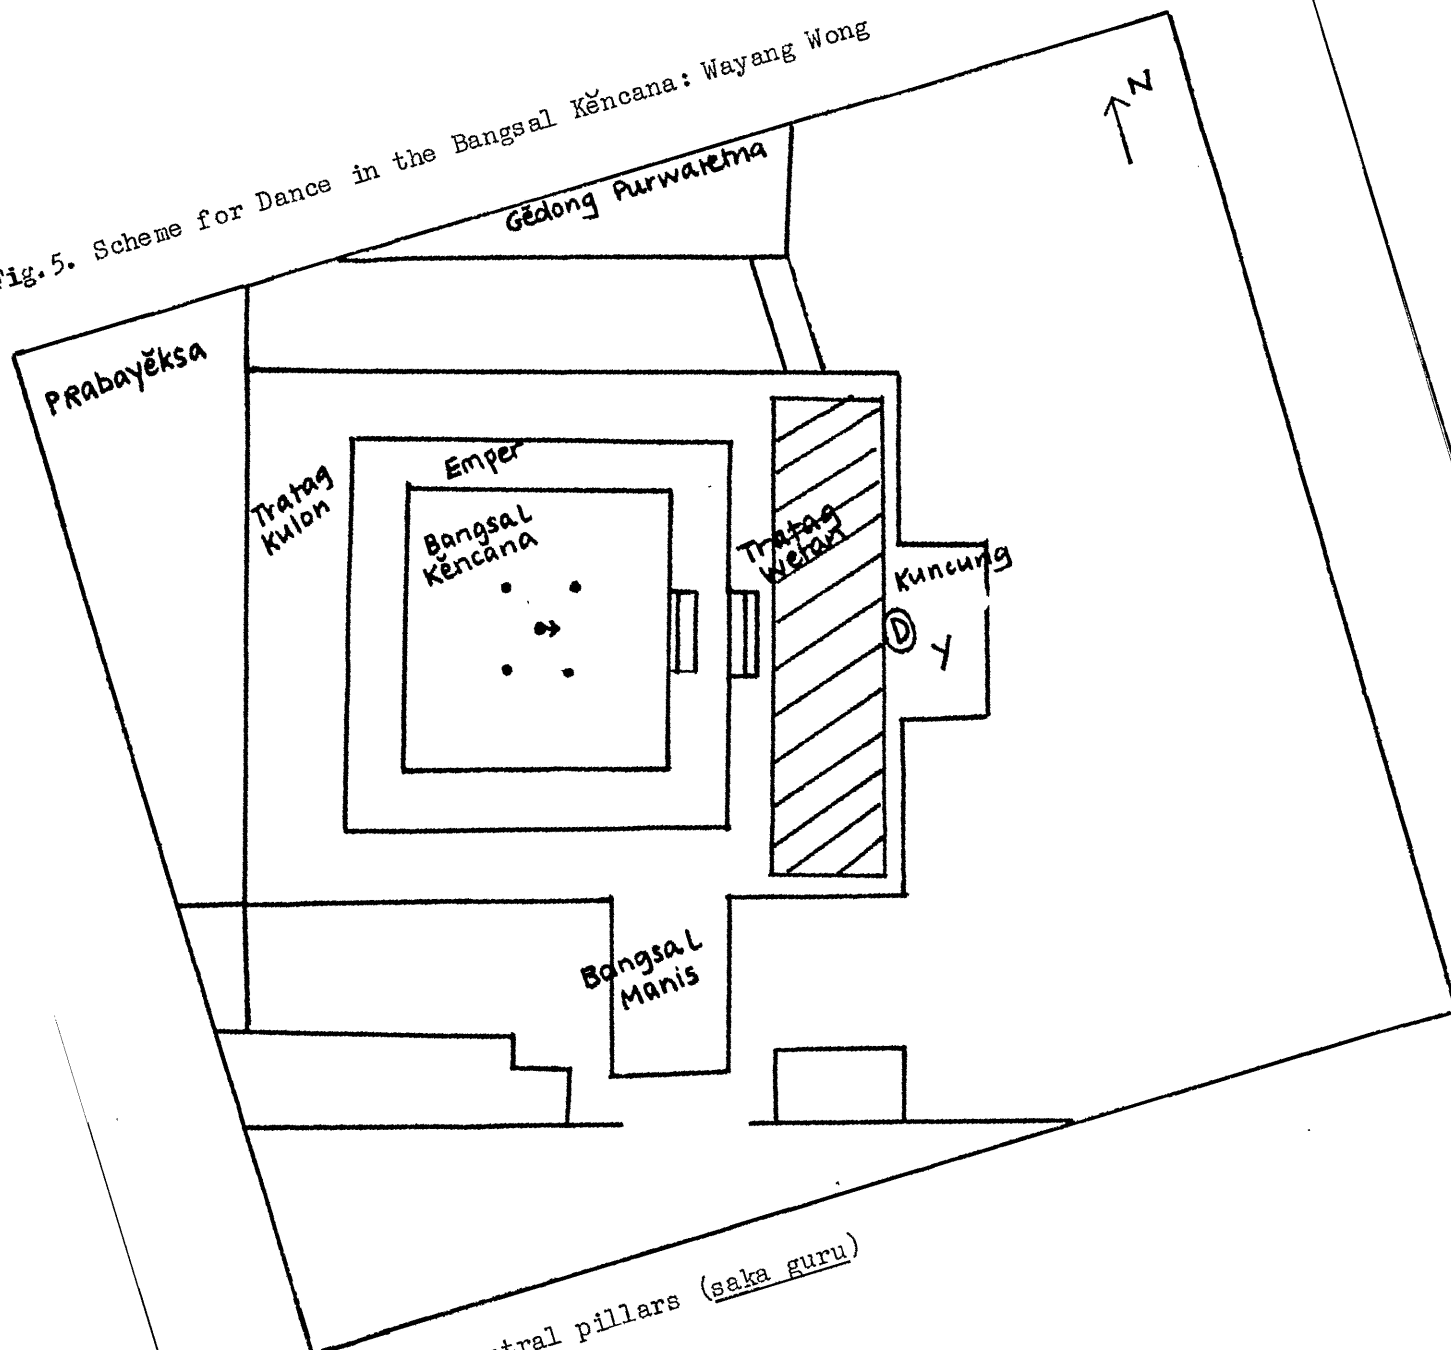 Fig.5. Scheme for Dance in the Bangsal Kĕncana: Wayang Wong
N
Gĕdong Purwaretna
Prabayĕksa
Emper
Tratag
Kulon
Bangsal
Kĕncana
Tratag
Wetan
Kuncung
D
Y
Bangsal
Manis
pillars (saka guru)